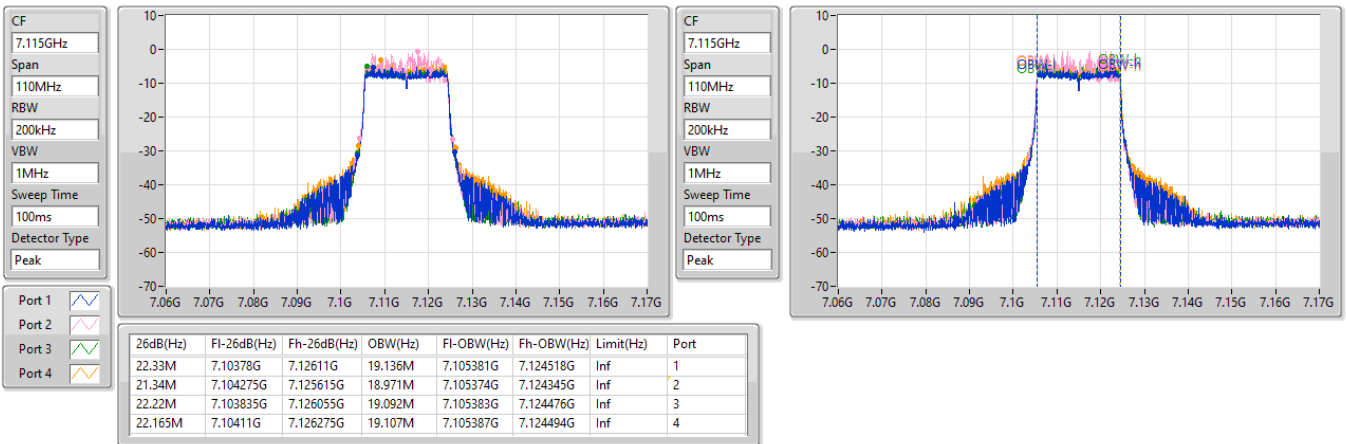 CF
7.115GHz
Span
110MHz
RBW
200kHz
VBW
1MHz
Sweep Time
100ms
Detector Type
Peak
10
0
-10
-20
-30
-40
-50
-60
-70
7.06G 7.07G 7.08G 7.09G 7.1G 7.11G 7.12G 7.13G 7.14G 7.15G 7.16G 7.17G
CF
7.115GHz
Span
110MHz
RBW
200kHz
VBW
1MHz
Sweep Time
100ms
Detector Type
Peak
10
0
-10
-20
-30
-40
-50
-60
-70
OBW-h
7.06G 7.07G 7.08G 7.09G 7.1G 7.11G 7.12G 7.13G 7.14G 7.15G 7.16G 7.17G
Port 1
Port 2
Port 3
Port 4
26dB(Hz) Fl-26dB(Hz) Fh-26dB(Hz) OBW(Hz) Fl-OBW(Hz) Fh-OBW(Hz) Limit(Hz) Port
22.33M 7.10378G 7.12611G 19.136M 7.105381G 7.124518G Inf 1
21.34M 7.104275G 7.125615G 18.971M 7.105374G 7.124345G Inf 2
22.22M 7.103835G 7.126055G 19.092M 7.105383G 7.124476G Inf 3
22.165M 7.10411G 7.126275G 19.107M 7.105387G 7.124494G Inf 4